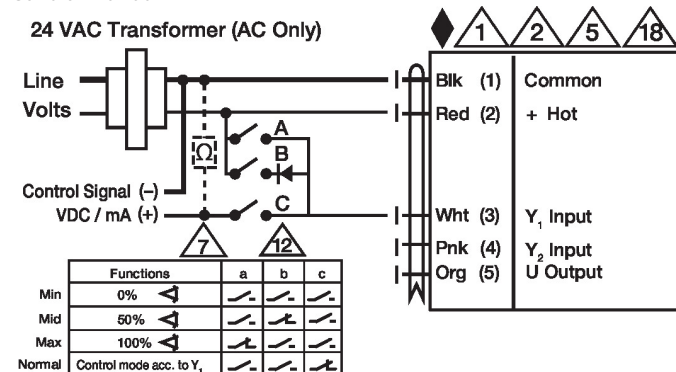 24 VAC Transformer (AC Only)
1 2 5 18
Line
Volts
Blk (1) Common
Red (2) + Hot
A
B
C
Ω
Control Signal (–)
VDC / mA (+)
Wht (3) Y1 Input
Pnk (4) Y2 Input
Org (5) U Output
7 12
Functions a b c
Min 0%
Mid 50%
Max 100%
Normal Control mode acc. to Y1